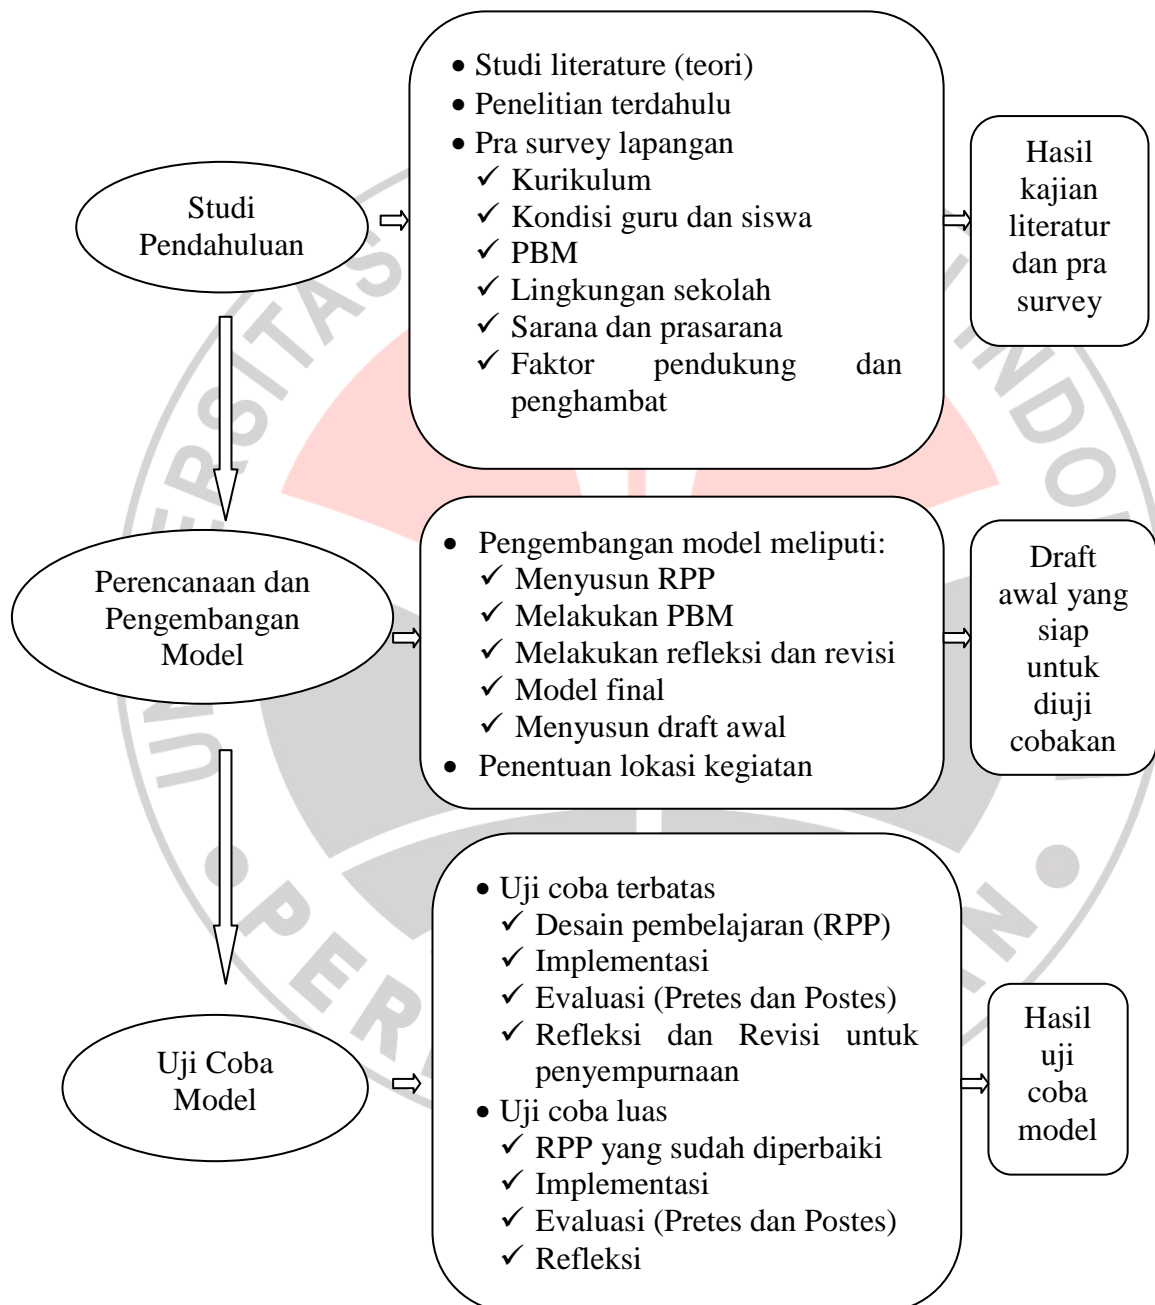 Studi
Pendahuluan
• Studi literature (teori)
• Penelitian terdahulu
• Pra survey lapangan
✓ Kurikulum
✓ Kondisi guru dan siswa
✓ PBM
✓ Lingkungan sekolah
✓ Sarana dan prasarana
✓ Faktor pendukung dan
penghambat
Hasil
kajian
literatur
dan pra
survey
Perencanaan dan
Pengembangan
Model
• Pengembangan model meliputi:
✓ Menyusun RPP
✓ Melakukan PBM
✓ Melakukan refleksi dan revisi
✓ Model final
✓ Menyusun draft awal
• Penentuan lokasi kegiatan
Draft
awal yang
siap
untuk
diuji
cobakan
Uji Coba
Model
• Uji coba terbatas
✓ Desain pembelajaran (RPP)
✓ Implementasi
✓ Evaluasi (Pretes dan Postes)
✓ Refleksi dan Revisi untuk
penyempurnaan
• Uji coba luas
✓ RPP yang sudah diperbaiki
✓ Implementasi
✓ Evaluasi (Pretes dan Postes)
✓ Refleksi
Hasil
uji
coba
model